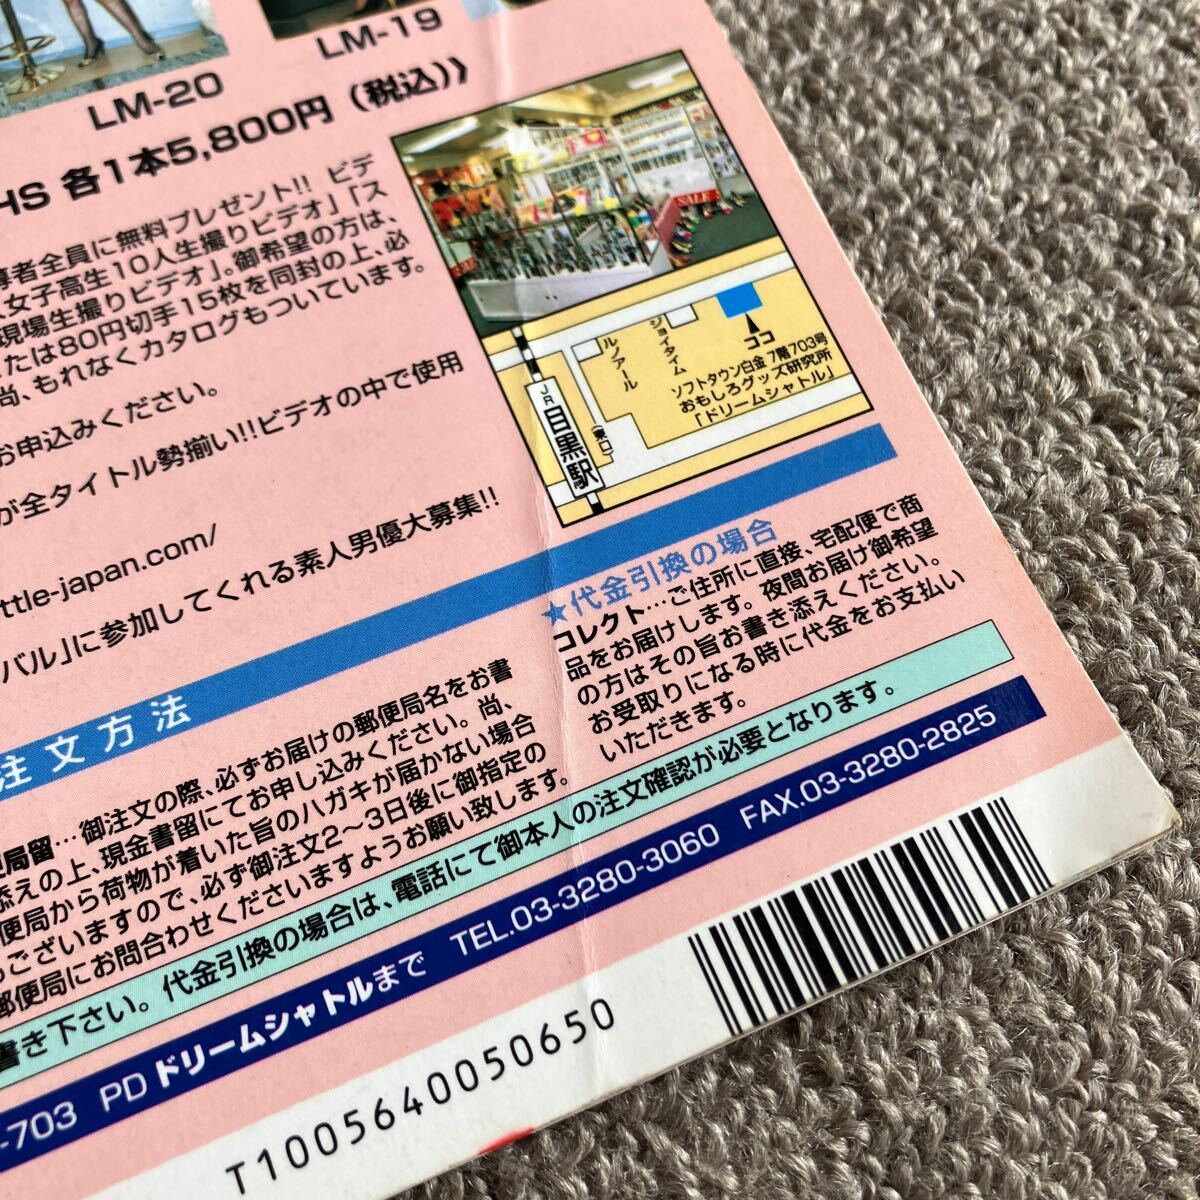 LM-20
LM-19
HS 各1本5,800円（税込)》
尊者全員に無料プレゼント!! ビデ
女子高生10人生撮りビデオ」「ス
現場生撮りビデオ」。御希望の方は、
たは80円切手15枚を同封の上、必
尚、もれなくカタログもついています。
お申込みください。
が全タイトル勢揃い!!ビデオの中で使用
ttle-japan.com/
バル」に参加してくれる素人男優大募集!!
SALE
ココ
ジョイタイム
ルノアール
ソフトタウン白金 7階703号
おもしろグッズ研究所
「ドリームシャトル」
JR 目黒駅
(東口)
注文方法
局留…御注文の際、必ずお届けの郵便局名をお書
添えの上、現金書留にてお申し込みください。尚、
便局から荷物が着いた旨のハガキが届かない場合
ございますので、必ず御注文2〜3日後に御指定の
郵便局にお問合わせくださいますようお願い致します。
★代金引換の場合
コレクト…ご住所に直接、宅配便で商
品をお届けします。夜間お届け御希望
の方はその旨お書き添えください。
お受取りになる時に代金をお支払い
いただきます。
書き下さい。代金引換の場合は、電話にて御本人の注文確認が必要となります。
-703 PD ドリームシャトルまで TEL.03-3280-3060 FAX.03-3280-2825
T1005640050650